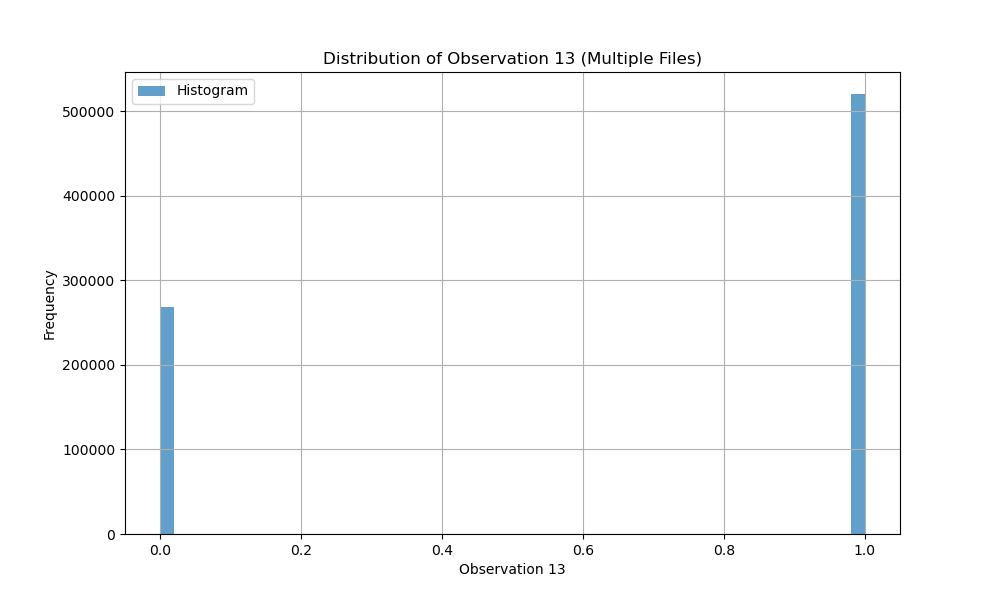 Distribution of Observation 13 (Multiple Files)
Histogram
500000
400000
300000
200000
100000
0
Frequency
0.0 0.2 0.4 0.6 0.8 1.0
Observation 13